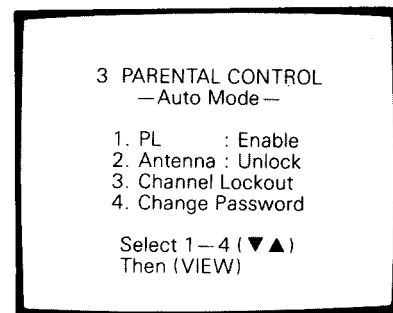 3 PARENTAL CONTROL
—Auto Mode—
1. PL : Enable
2. Antenna : Unlock
3. Channel Lockout
4. Change Password
Select 1—4 (▼▲)
Then (VIEW)